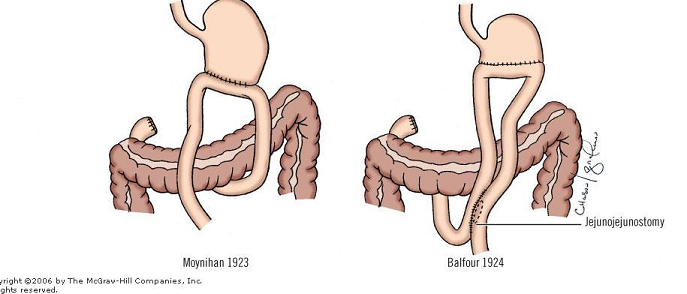 Jejunojejunostomy
Moynihan 1923
Balfour 1924
yright ©2006 by The McGraw-Hill Companies, Inc.
ghts reserved.